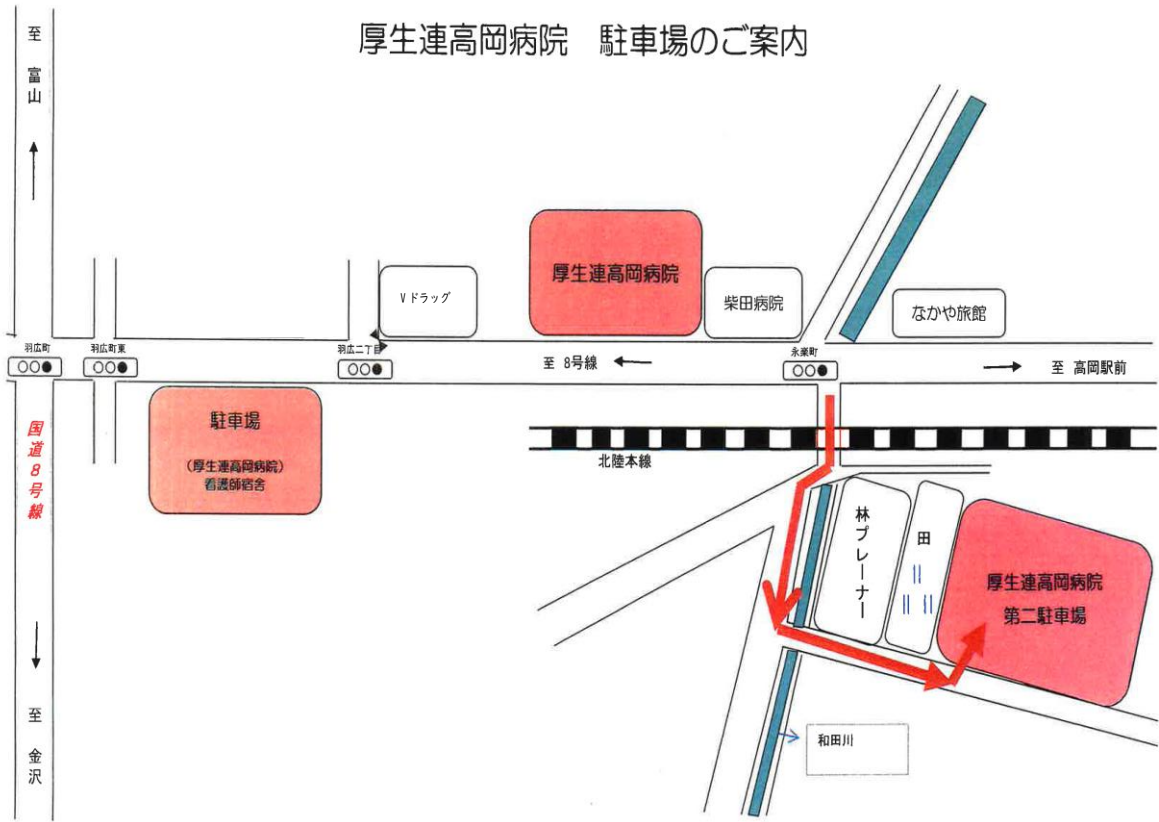 厚生連高岡病院　駐車場のご案内
至 富山
厚生連高岡病院
Vドラッグ
柴田病院
なかや旅館
羽広町
羽広町東
羽広二丁目
至 8号線
永楽町
至 高岡駅前
国道8号線
駐車場
(厚生連高岡病院)
看護師宿舎
北陸本線
林プレーナー
田
厚生連高岡病院
第二駐車場
至 金沢
和田川